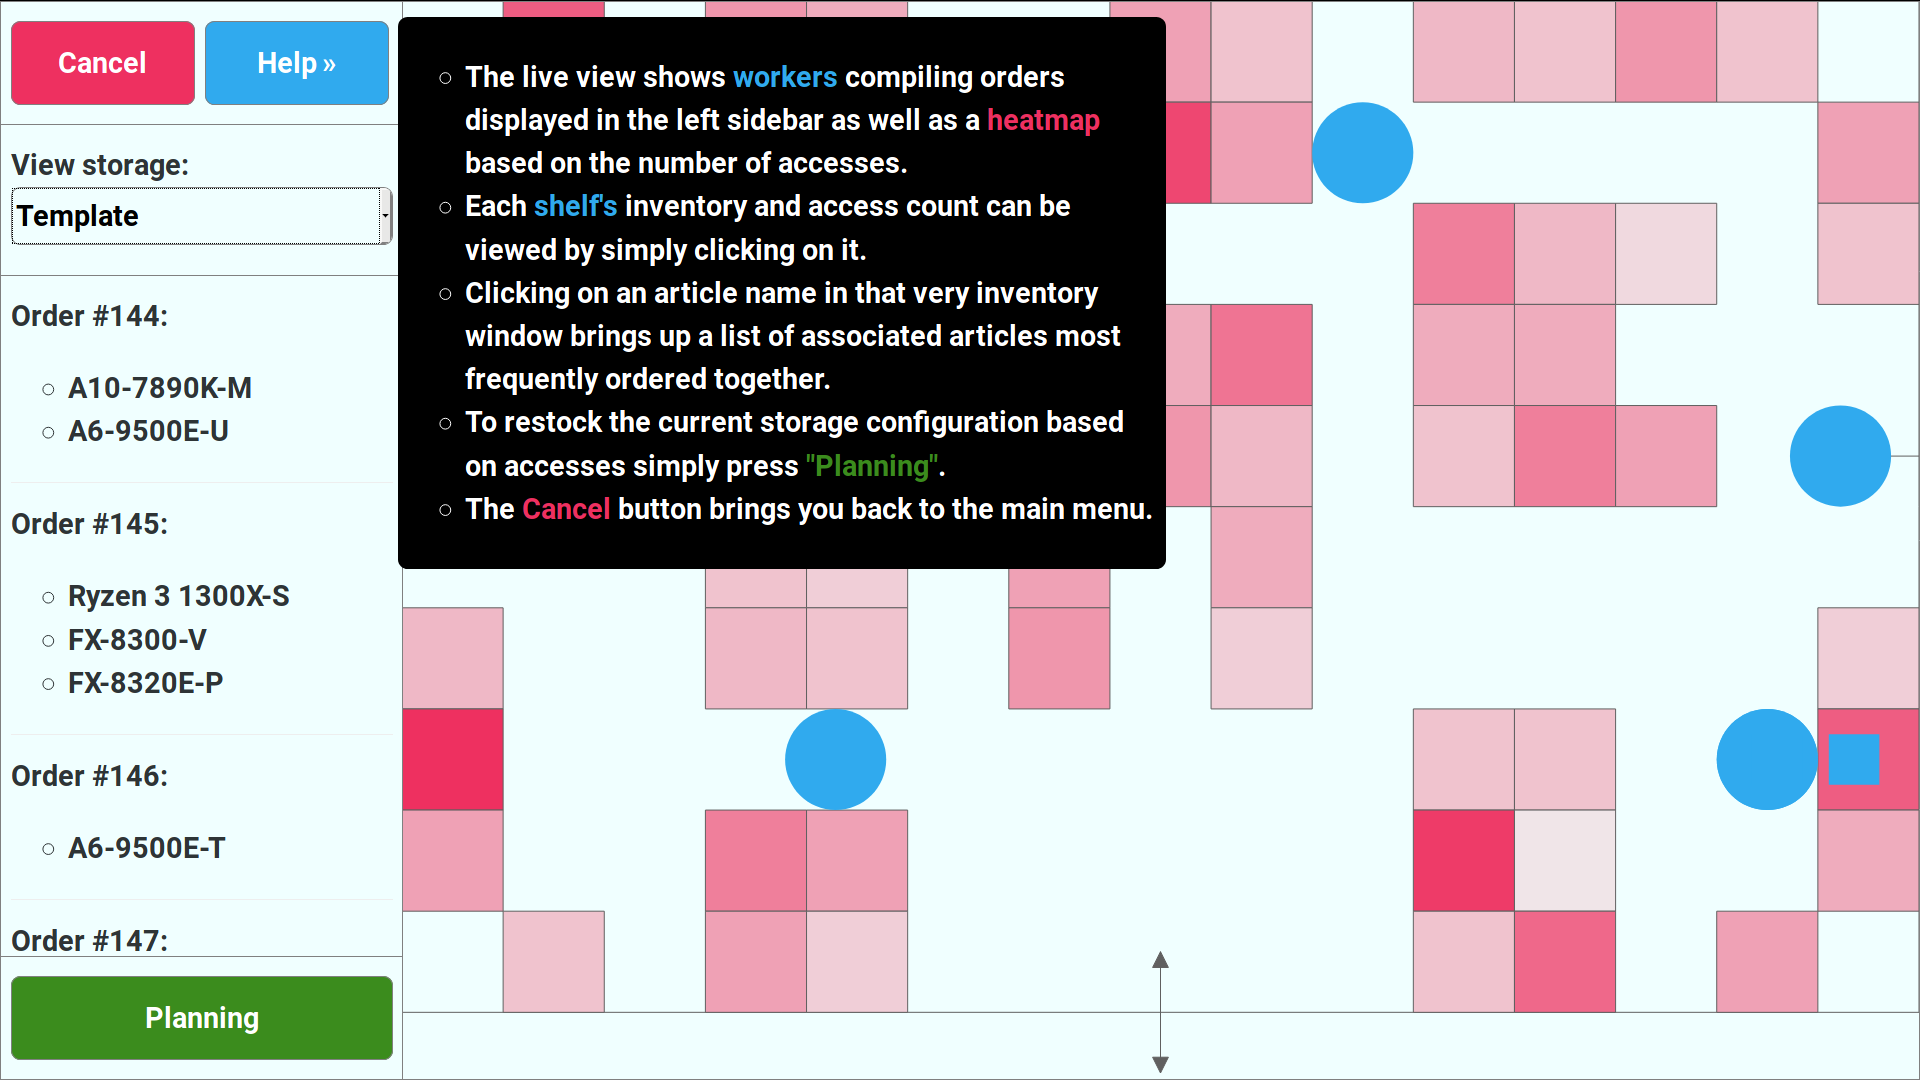 Cancel
Help »
View storage:
Template
Order #144:
A10-7890K-M
A6-9500E-U
Order #145:
Ryzen 3 1300X-S
FX-8300-V
FX-8320E-P
Order #146:
A6-9500E-T
Order #147:
Planning
The live view shows workers compiling orders
displayed in the left sidebar as well as a heatmap
based on the number of accesses.
Each shelf's inventory and access count can be
viewed by simply clicking on it.
Clicking on an article name in that very inventory
window brings up a list of associated articles most
frequently ordered together.
To restock the current storage configuration based
on accesses simply press "Planning".
The Cancel button brings you back to the main menu.